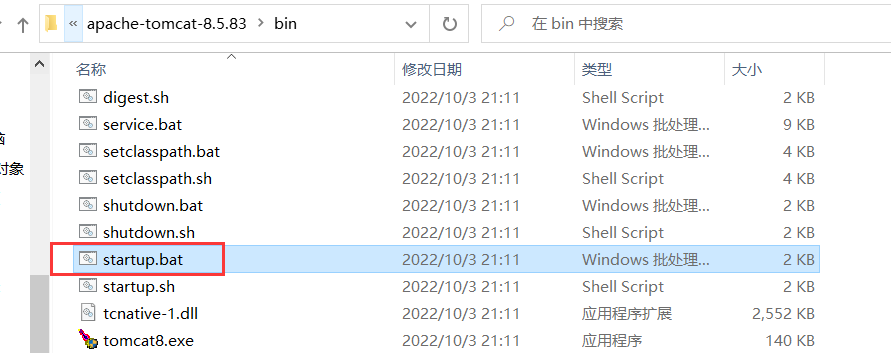 « apache-tomcat-8.5.83 > bin 在 bin 中搜索
名称 修改日期 类型 大小
digest.sh 2022/10/3 21:11 Shell Script 2 KB
service.bat 2022/10/3 21:11 Windows 批处理... 9 KB
脑 setclasspath.bat 2022/10/3 21:11 Windows 批处理... 4 KB
对象 setclasspath.sh 2022/10/3 21:11 Shell Script 4 KB
shutdown.bat 2022/10/3 21:11 Windows 批处理... 2 KB
shutdown.sh 2022/10/3 21:11 Shell Script 2 KB
startup.bat 2022/10/3 21:11 Windows 批处理... 2 KB
startup.sh 2022/10/3 21:11 Shell Script 2 KB
tcnative-1.dll 2022/10/3 21:11 应用程序扩展 2,552 KB
tomcat8.exe 2022/10/3 21:11 应用程序 140 KB